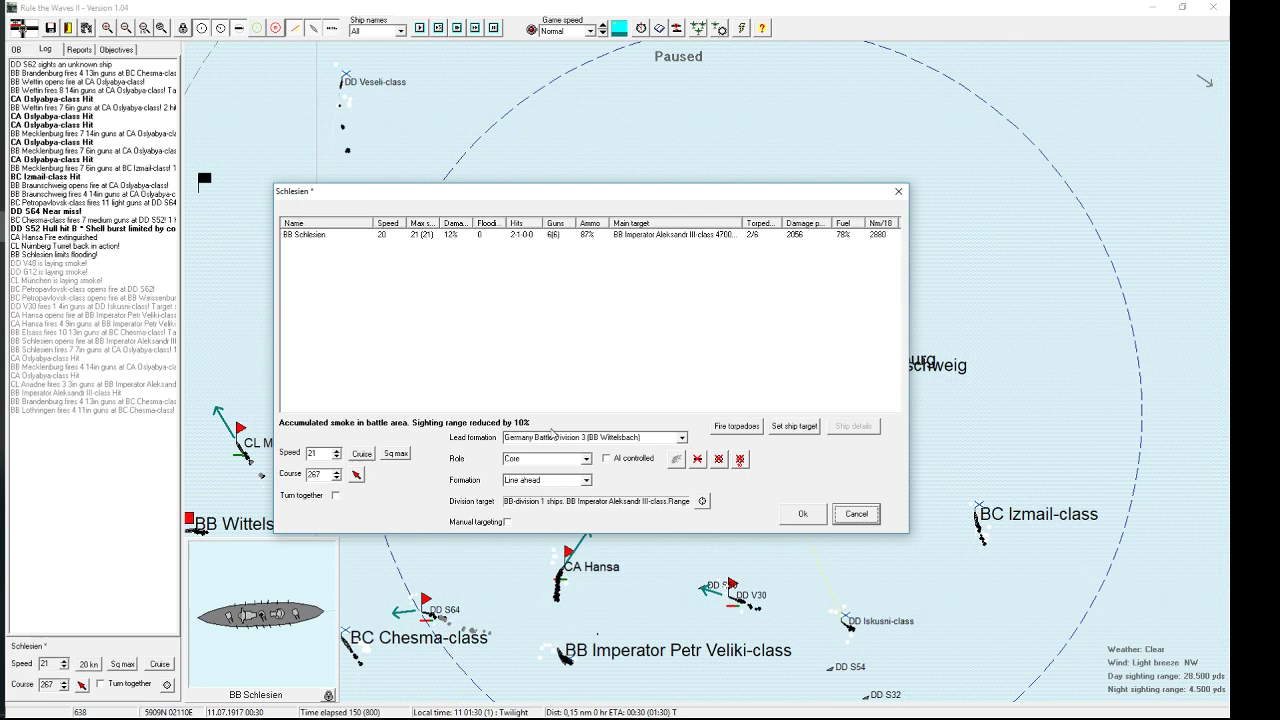 Rule the Waves II - Version 1.04
Ship names
All
Game speed
Normal
OB Log Reports Objectives
Paused
DD S62 sights an unknown ship
BB Brandenburg fires 4 13in guns at BC Chesma-clas
BB Wettin opens fire at CA Oslyabya-class!
BB Wettin fires 8 14in guns at CA Oslyabya-class! Ta
CA Oslyabya-class Hit
BB Wettin fires 7 6in guns at CA Oslyabya-class! 2 hi
CA Oslyabya-class Hit
CA Oslyabya-class Hit
BB Mecklenburg fires 7 14in guns at CA Oslyabya-cl
CA Oslyabya-class Hit
BB Mecklenburg fires 7 6in guns at CA Oslyabya-clas
CA Oslyabya-class Hit
BB Mecklenburg fires 7 6in guns at BC Izmail-class! 1
BC Izmail-class Hit
BB Braunschweig opens fire at CA Oslyabya-class!
BB Braunschweig fires 4 14in guns at CA Oslyabya-c
BC Petropavlovsk-class fires 11 light guns at DD S64
DD S64 Near miss!
BC Chesma-class fires 7 medium guns at DD S52! 1
DD S52 Hull hit B * Shell burst limited by co
CA Hansa Fire extinguished
CL Nürnberg Turret back in action!
BB Schlesien limits flooding!
DD V48 is laying smoke!
DD G12 is laying smoke!
CL München is laying smoke!
BC Petropavlovsk-class opens fire at DD S62!
BC Petropavlovsk-class opens fire at BB Weissenbur
DD V30 fires 1 4in guns at DD Iskusni-class! Target s
CA Hansa opens fire at BB Imperator Petr Veliki-class
CA Hansa fires 4 9in guns at BB Imperator Petr Veliki-
BB Elsass fires 10 13in guns at BC Chesma-class! Ta
BB Schlesien opens fire at BB Imperator Aleksandr III
BB Schlesien fires 7 7in guns at CA Oslyabya-class! 1
CA Oslyabya-class Hit
BB Mecklenburg fires 4 14in guns at CA Oslyabya-clas
CA Oslyabya-class Hit
CL Ariadne fires 3 3in guns at BB Imperator Aleksand
BB Imperator Aleksandr III-class Hit
BB Brandenburg fires 4 13in guns at BC Chesma-clas
BB Lothringen fires 4 11in guns at BC Chesma-class!
DD Veseli-class
Schlesien *
Name Speed Max s... Dama... Floodi... Hits Guns Ammo Main target Torped... Damage p... Fuel Nm/18
BB Schlesien 20 21 (21) 12% 0 2-1-0-0 6(6) 87% BB Imperator Aleksandr III-class 4700... 2/6 2056 78% 2880
Accumulated smoke in battle area. Sighting range reduced by 10%
Lead formation Germany Battle Division 3 (BB Wittelsbach)
Fire torpedoes Set ship target Ship details
Speed 21 Cruise Sq max
Role Core AI controlled
Course 267
Formation Line ahead
Turn together
Division target BB-division 1 ships. BB Imperator Aleksandr III-class.Range
Manual targeting
Ok Cancel
urg
schweig
CL M
BB Wittels
BC Izmail-class
CA Hansa
DD S
DD V30
DD S64
DD Iskusni-class
BC Chesma-class
BB Imperator Petr Veliki-class
DD S54
DD S32
BB Schlesien
Schlesien *
Speed 21 20 kn Sq max Cruise
Course 267 Turn together
Weather: Clear
Wind: Light breeze NW
Day sighting range: 28.500 yds
Night sighting range: 4.500 yds
638 5909N 02110E 11.07.1917 00:30 Time elapsed 150 (800) Local time: 11 01:30 (1) : Twilight Dist: 0,15 nm 0 hr ETA: 00:30 (01:30) T